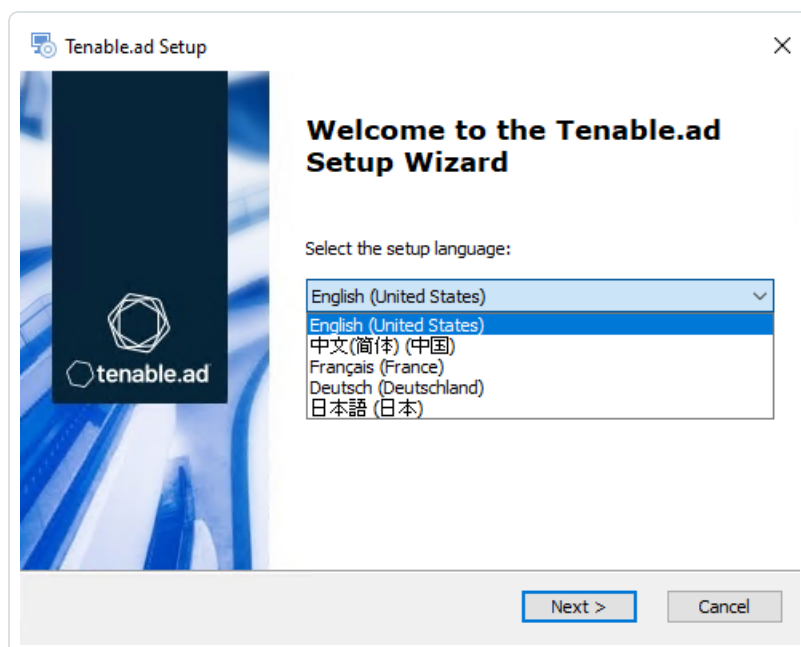 Tenable.ad Setup
Welcome to the Tenable.ad
Setup Wizard
Select the setup language:
English (United States)
English (United States)
中文(简体) (中国)
Français (France)
Deutsch (Deutschland)
日本語 (日本)
tenable.ad
Next >
Cancel